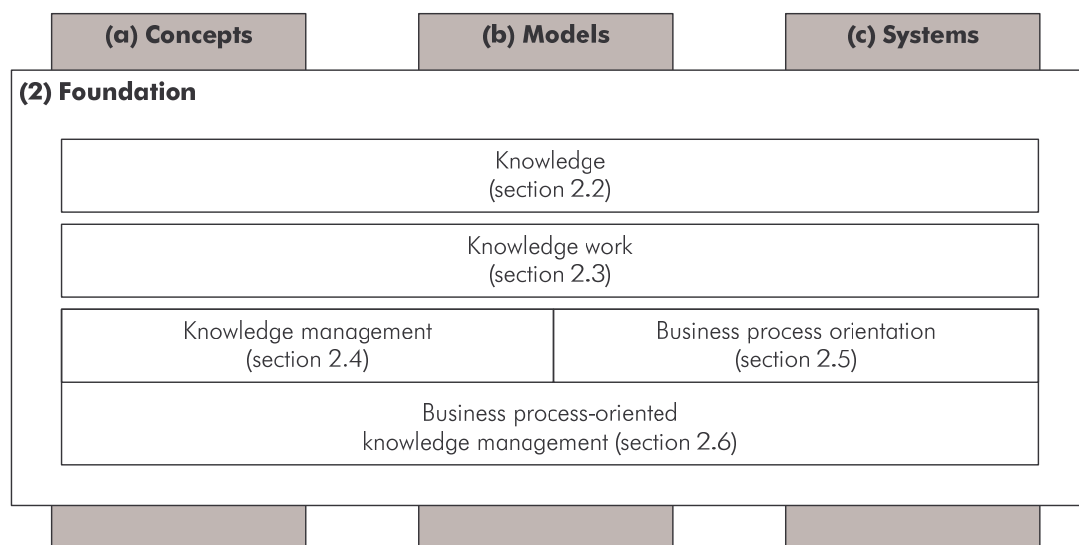 (a) Concepts
(b) Models
(c) Systems
(2) Foundation
Knowledge
(section 2.2)
Knowledge work
(section 2.3)
Knowledge management
(section 2.4)
Business process orientation
(section 2.5)
Business process-oriented
knowledge management (section 2.6)